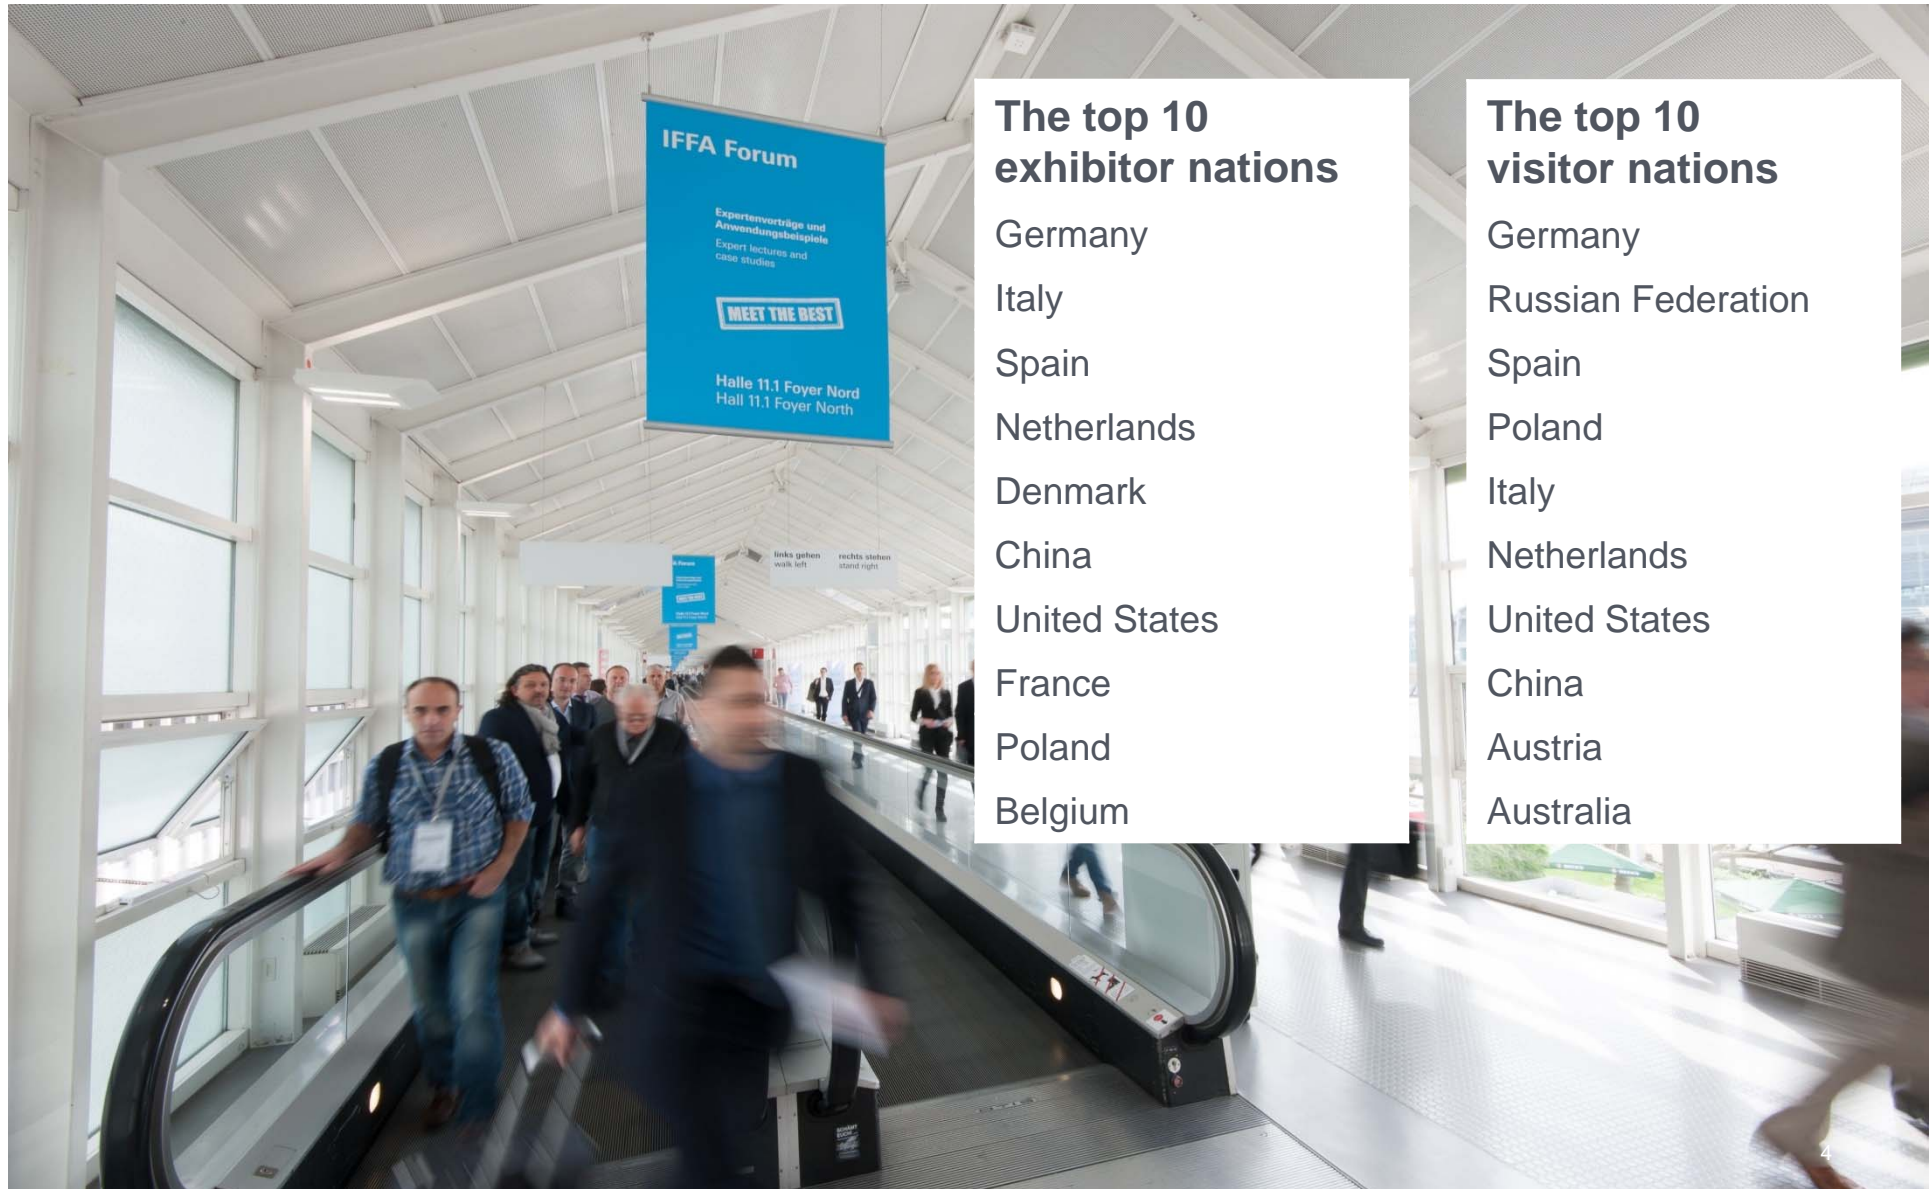 IFFA Forum
Expertenvorträge und
Anwendungsbeispiele
Expert lectures and
case studies
MEET THE BEST
Halle 11.1 Foyer Nord
Hall 11.1 Foyer North
links gehen
walk left
rechts stehen
stand right
The top 10
exhibitor nations
Germany
Italy
Spain
Netherlands
Denmark
China
United States
France
Poland
Belgium
The top 10
visitor nations
Germany
Russian Federation
Spain
Poland
Italy
Netherlands
United States
China
Austria
Australia
4